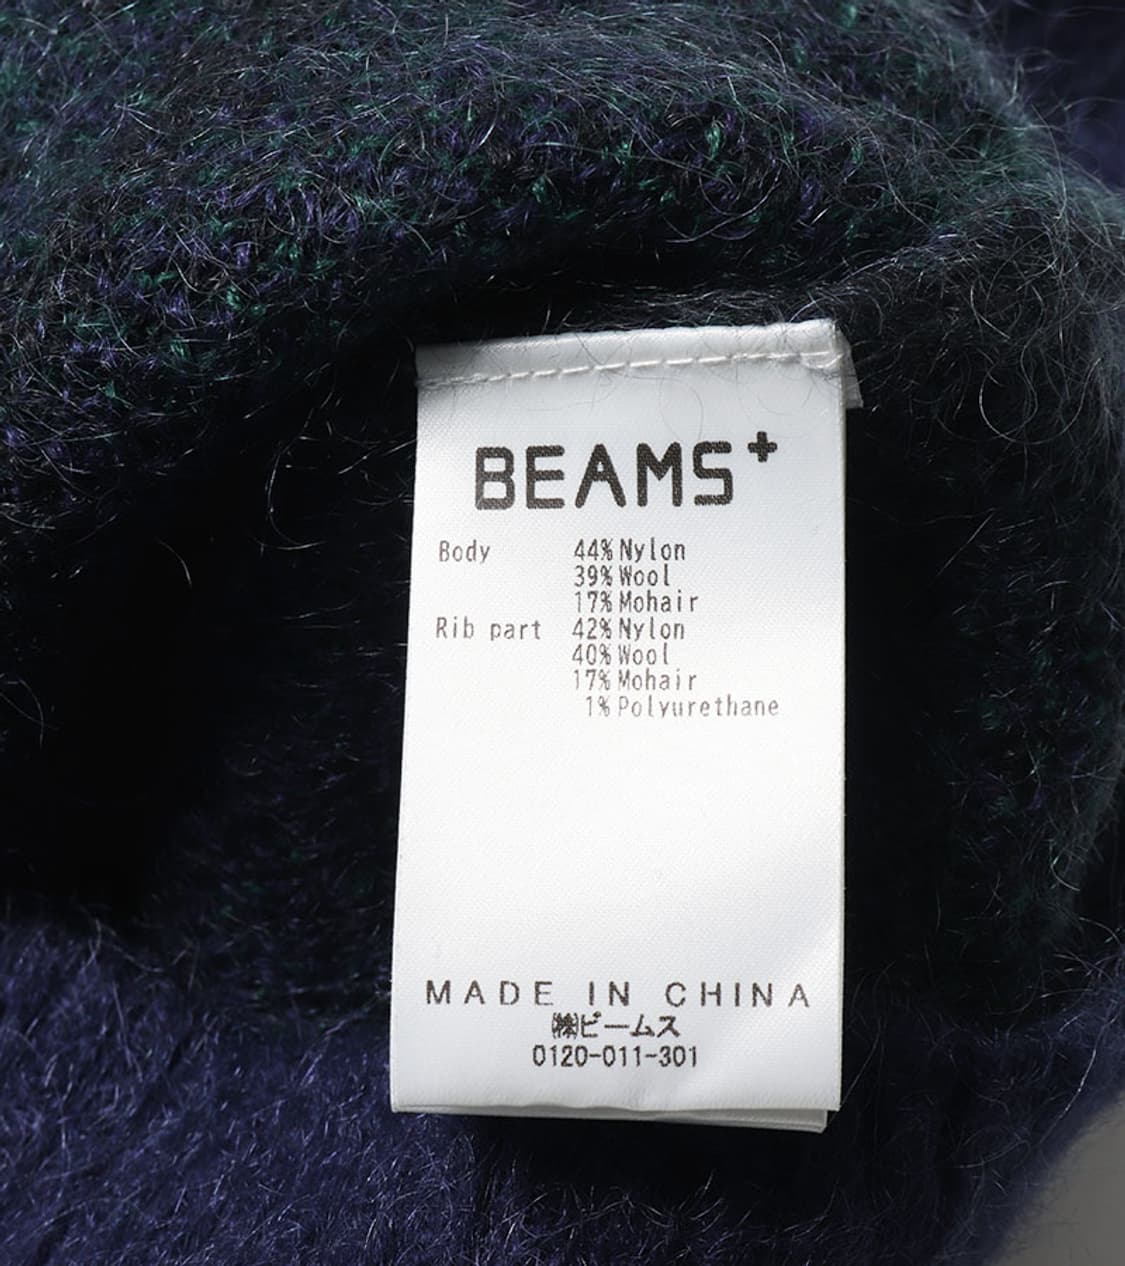 BEAMS+
Body 44% Nylon
39% Wool
17% Mohair
Rib part 42% Nylon
40% Wool
17% Mohair
1% Polyurethane
MADE IN CHINA
㈱ビームス
0120-011-301